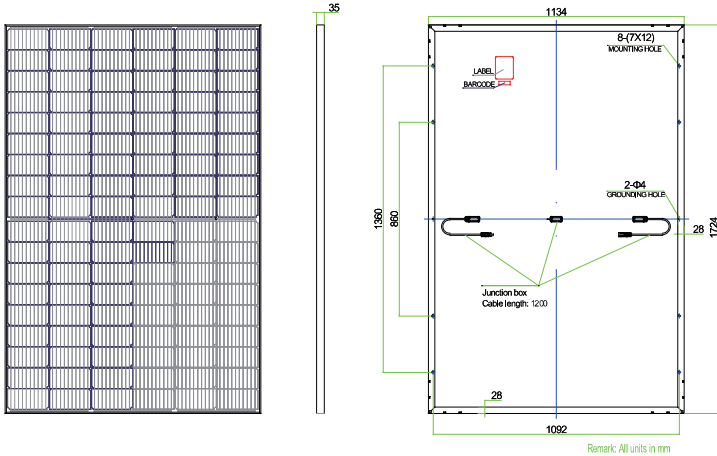 35
1134
8-(7X12)
MOUNTING HOLE
LABEL
BARCODE
2-Φ4
GROUNDING HOLE
1360
860
28
1724
Junction box
Cable length: 1200
28
1092
Remark: All units in mm